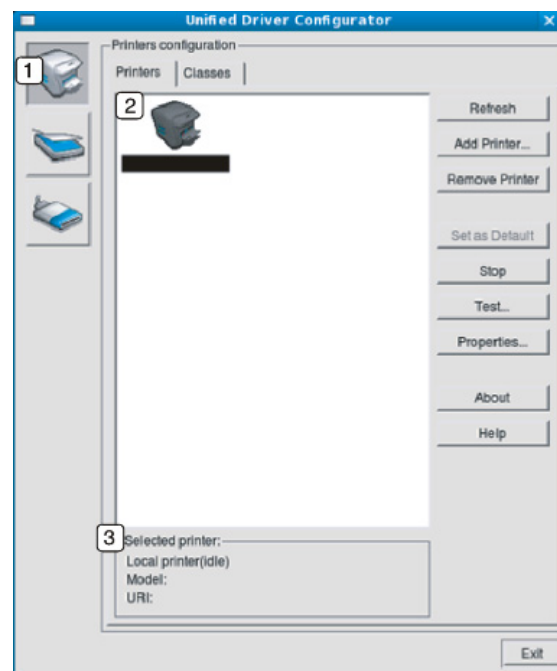 Unified Driver Configurator
1
Printers configuration
Printers
Classes
2
Refresh
Add Printer...
Remove Printer
Set as Default
Stop
Test...
Properties...
About
Help
3
Selected printer:
Local printer(idle)
Model:
URI:
Exit